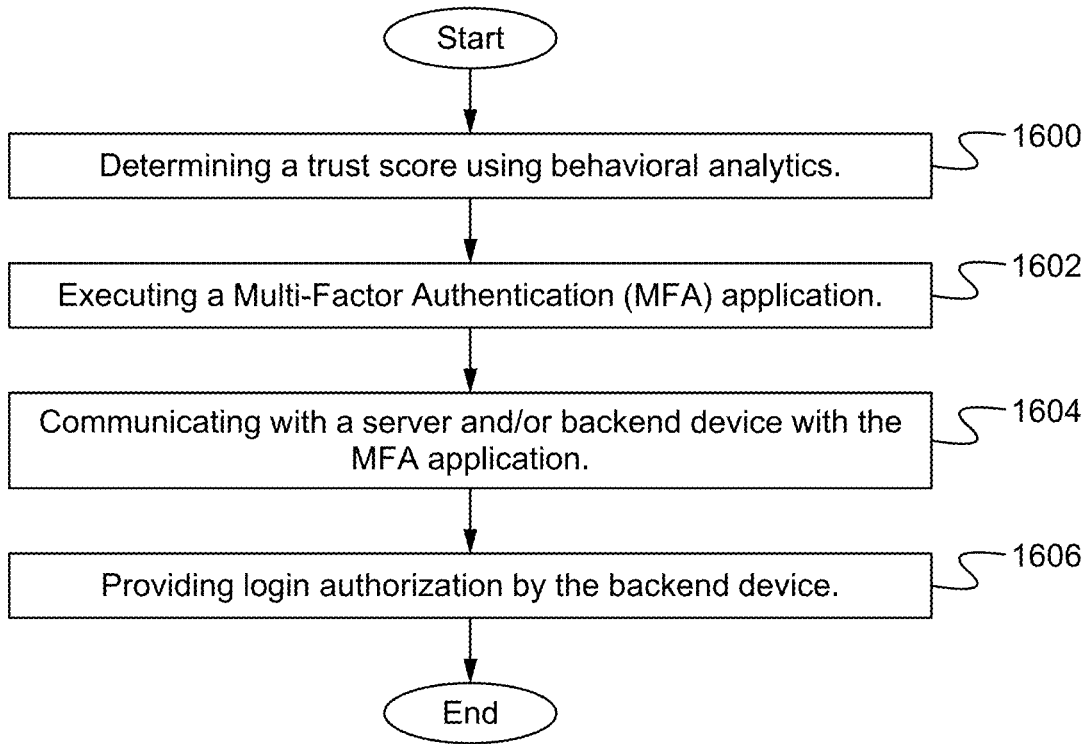 Start
Determining a trust score using behavioral analytics.
1600
Executing a Multi-Factor Authentication (MFA) application.
1602
Communicating with a server and/or backend device with the
MFA application.
1604
Providing login authorization by the backend device.
1606
End